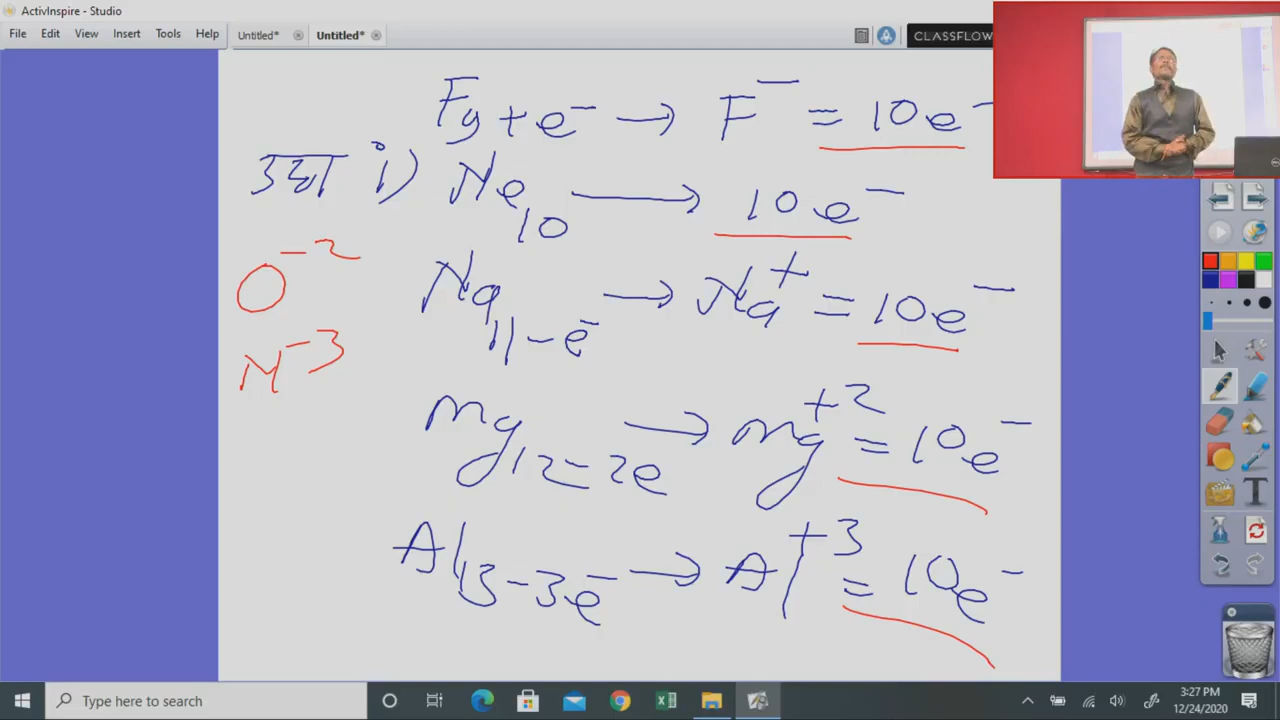 ActivInspire - Studio
File Edit View Insert Tools Help Untitled* Untitled* CLASSFLOW
F₉ + e⁻ → F⁻ = 10e⁻
i) Ne₁₀ → 10e⁻
O⁻²
Na₁₁ - e⁻ → Na⁺ = 10e⁻
N⁻³
Mg₁₂ - 2e → Mg⁺² = 10e⁻
Al₁₃ - 3e⁻ → Al⁺³ = 10e⁻
Type here to search
3:27 PM
12/24/2020